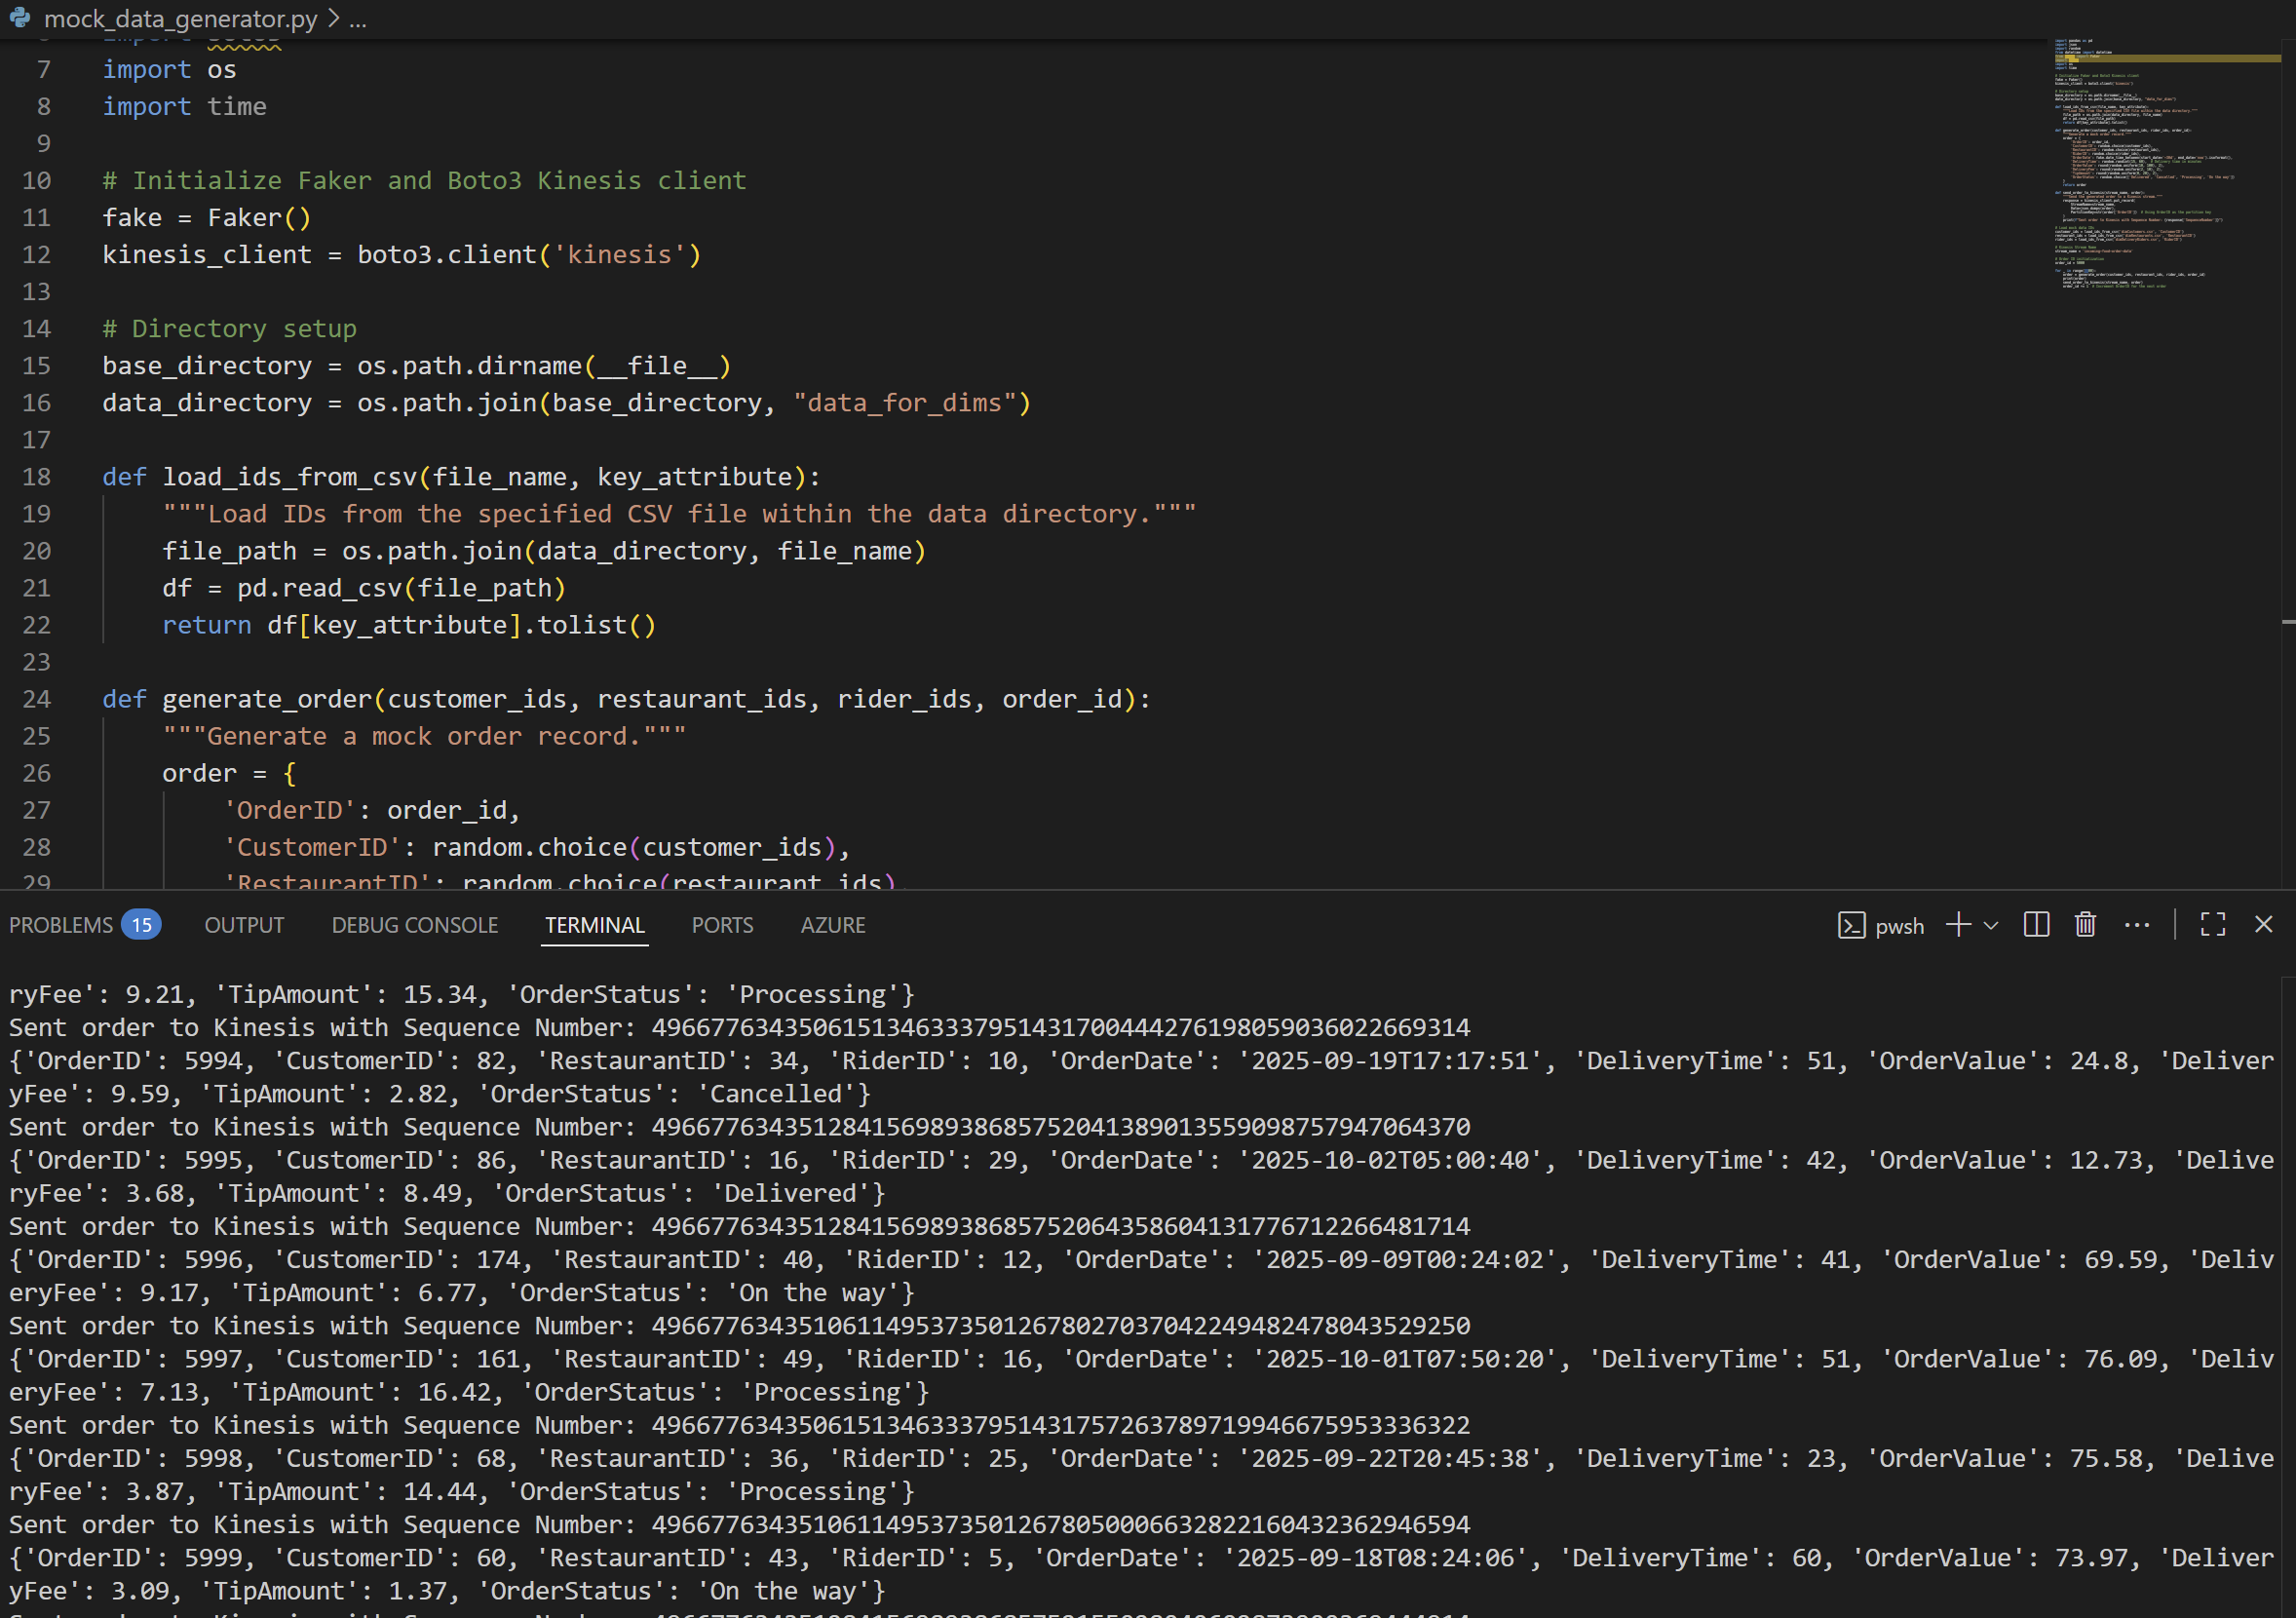 mock_data_generator.py > ...
7 import os
8 import time
9
10 # Initialize Faker and Boto3 Kinesis client
11 fake = Faker()
12 kinesis_client = boto3.client('kinesis')
13
14 # Directory setup
15 base_directory = os.path.dirname(__file__)
16 data_directory = os.path.join(base_directory, "data_for_dims")
17
18 def load_ids_from_csv(file_name, key_attribute):
19     """Load IDs from the specified CSV file within the data directory."""
20     file_path = os.path.join(data_directory, file_name)
21     df = pd.read_csv(file_path)
22     return df[key_attribute].tolist()
23
24 def generate_order(customer_ids, restaurant_ids, rider_ids, order_id):
25     """Generate a mock order record."""
26     order = {
27         'OrderID': order_id,
28         'CustomerID': random.choice(customer_ids),
29         'RestaurantID': random.choice(restaurant_ids),
PROBLEMS 15 OUTPUT DEBUG CONSOLE TERMINAL PORTS AZURE pwsh
ryFee': 9.21, 'TipAmount': 15.34, 'OrderStatus': 'Processing'}
Sent order to Kinesis with Sequence Number: 49667763435061513463337951431700444276198059036022669314
{'OrderID': 5994, 'CustomerID': 82, 'RestaurantID': 34, 'RiderID': 10, 'OrderDate': '2025-09-19T17:17:51', 'DeliveryTime': 51, 'OrderValue': 24.8, 'Deliver
yFee': 9.59, 'TipAmount': 2.82, 'OrderStatus': 'Cancelled'}
Sent order to Kinesis with Sequence Number: 49667763435128415698938685752041389013559098757947064370
{'OrderID': 5995, 'CustomerID': 86, 'RestaurantID': 16, 'RiderID': 29, 'OrderDate': '2025-10-02T05:00:40', 'DeliveryTime': 42, 'OrderValue': 12.73, 'Delive
ryFee': 3.68, 'TipAmount': 8.49, 'OrderStatus': 'Delivered'}
Sent order to Kinesis with Sequence Number: 49667763435128415698938685752064358604131776712266481714
{'OrderID': 5996, 'CustomerID': 174, 'RestaurantID': 40, 'RiderID': 12, 'OrderDate': '2025-09-09T00:24:02', 'DeliveryTime': 41, 'OrderValue': 69.59, 'Deliv
eryFee': 9.17, 'TipAmount': 6.77, 'OrderStatus': 'On the way'}
Sent order to Kinesis with Sequence Number: 49667763435106114953735012678027037042249482478043529250
{'OrderID': 5997, 'CustomerID': 161, 'RestaurantID': 49, 'RiderID': 16, 'OrderDate': '2025-10-01T07:50:20', 'DeliveryTime': 51, 'OrderValue': 76.09, 'Deliv
eryFee': 7.13, 'TipAmount': 16.42, 'OrderStatus': 'Processing'}
Sent order to Kinesis with Sequence Number: 49667763435061513463337951431757263789719946675953336322
{'OrderID': 5998, 'CustomerID': 68, 'RestaurantID': 36, 'RiderID': 25, 'OrderDate': '2025-09-22T20:45:38', 'DeliveryTime': 23, 'OrderValue': 75.58, 'Delive
ryFee': 3.87, 'TipAmount': 14.44, 'OrderStatus': 'Processing'}
Sent order to Kinesis with Sequence Number: 49667763435106114953735012678050006632822160432362946594
{'OrderID': 5999, 'CustomerID': 60, 'RestaurantID': 43, 'RiderID': 5, 'OrderDate': '2025-09-18T08:24:06', 'DeliveryTime': 60, 'OrderValue': 73.97, 'Deliver
yFee': 3.09, 'TipAmount': 1.37, 'OrderStatus': 'On the way'}